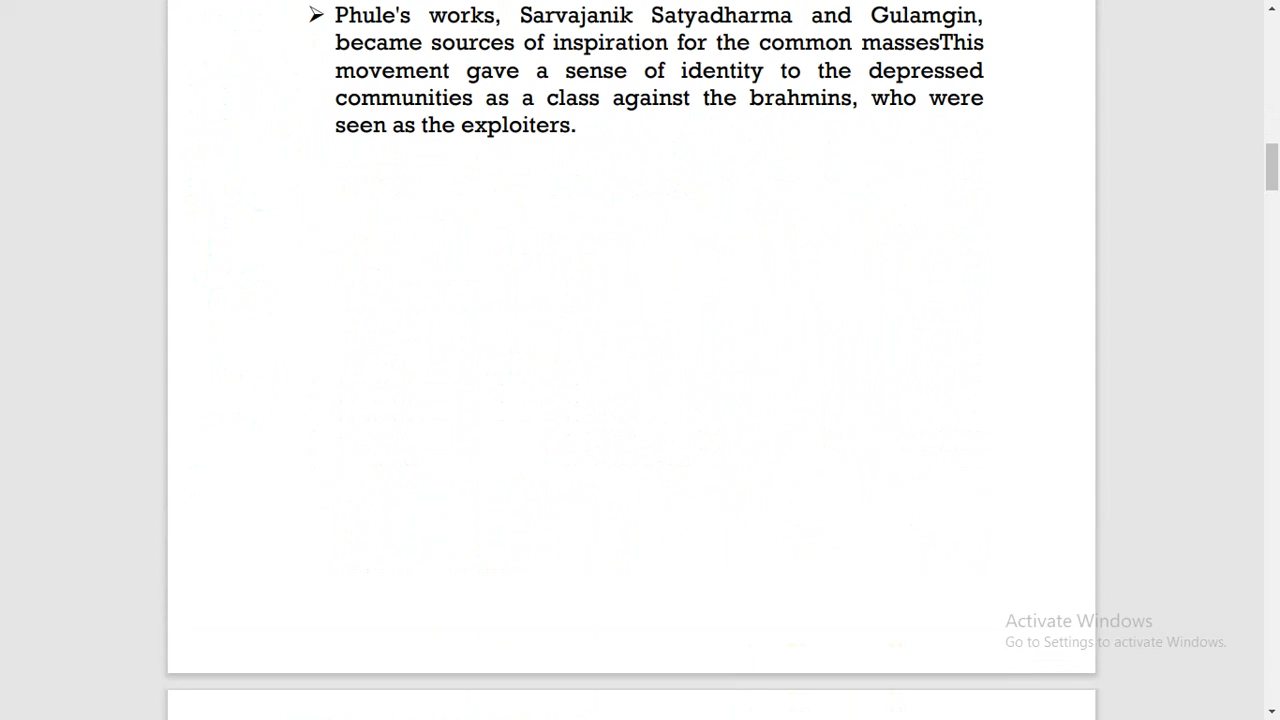 ➢ Phule's works, Sarvajanik Satyadharma and Gulamgin,
became sources of inspiration for the common massesThis
movement gave a sense of identity to the depressed
communities as a class against the brahmins, who were
seen as the exploiters.
Activate Windows
Go to Settings to activate Windows.